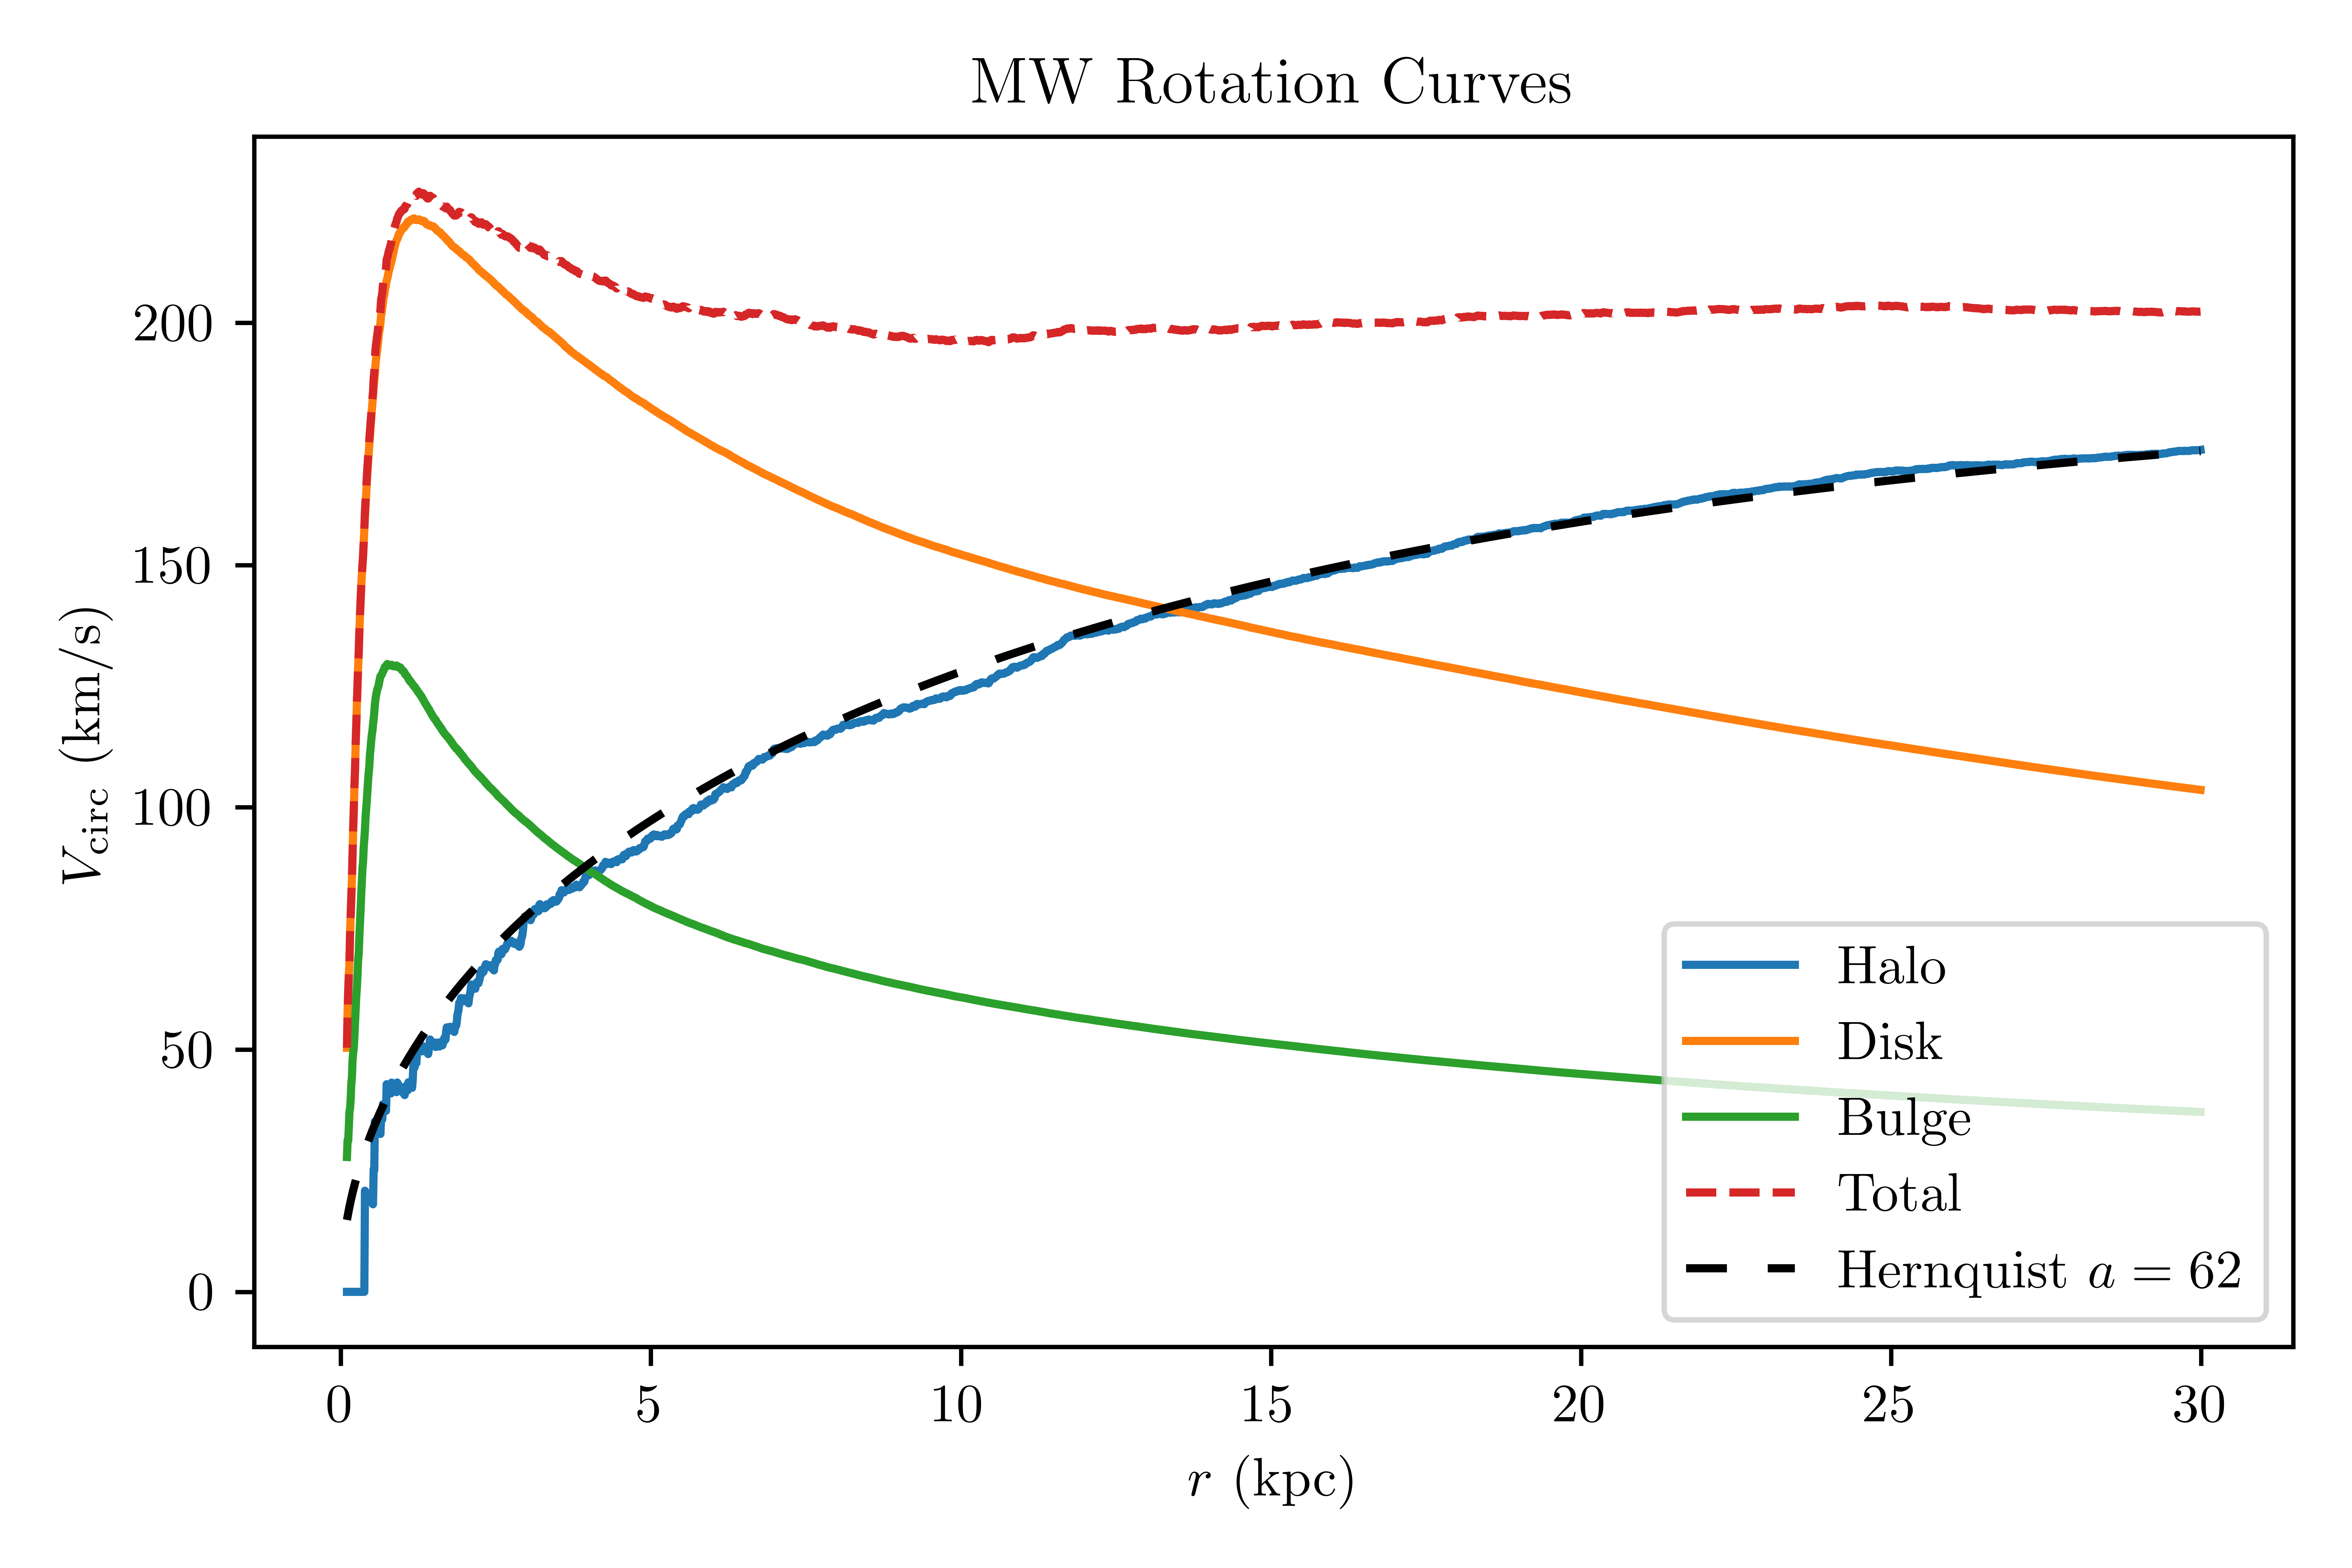 MW Rotation Curves
V_circ (km/s)
200
150
100
50
0
Halo
Disk
Bulge
Total
Hernquist a = 62
0 5 10 15 20 25 30
r (kpc)